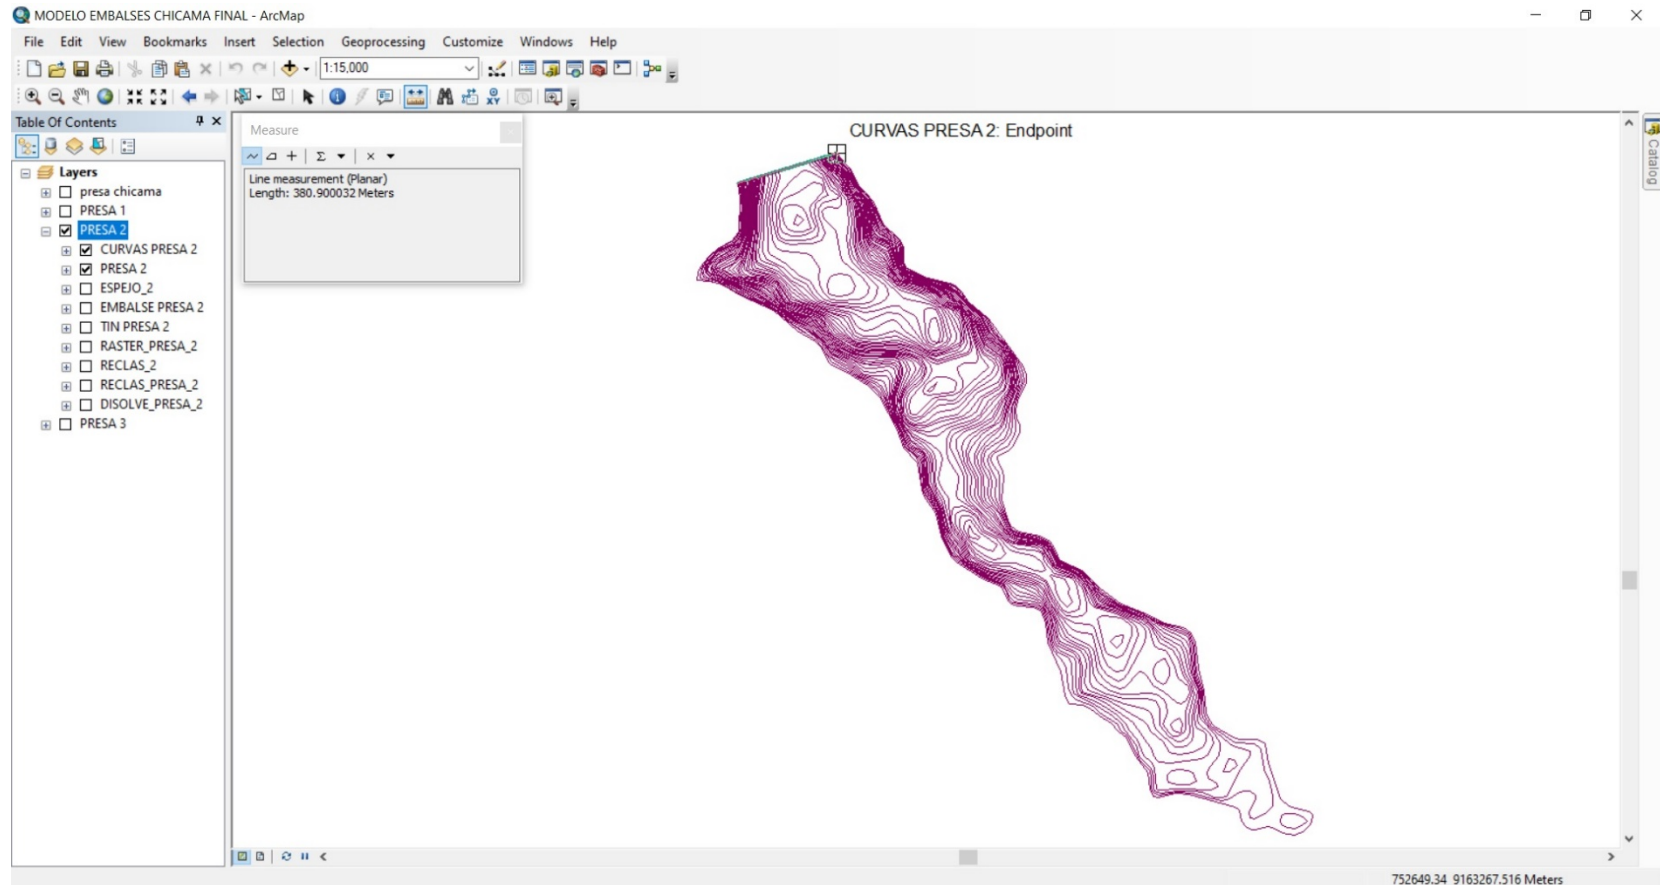 MODELO EMBALSES CHICAMA FINAL - ArcMap
File Edit View Bookmarks Insert Selection Geoprocessing Customize Windows Help
1:15,000
Table Of Contents
Layers
presa chicama
PRESA 1
PRESA 2
CURVAS PRESA 2
PRESA 2
ESPEJO_2
EMBALSE PRESA 2
TIN PRESA 2
RASTER_PRESA_2
RECLAS_2
RECLAS_PRESA_2
DISOLVE_PRESA_2
PRESA 3
Measure
Line measurement (Planar)
Length: 380.900032 Meters
CURVAS PRESA 2: Endpoint
Catalog
752649.34 9163267.516 Meters